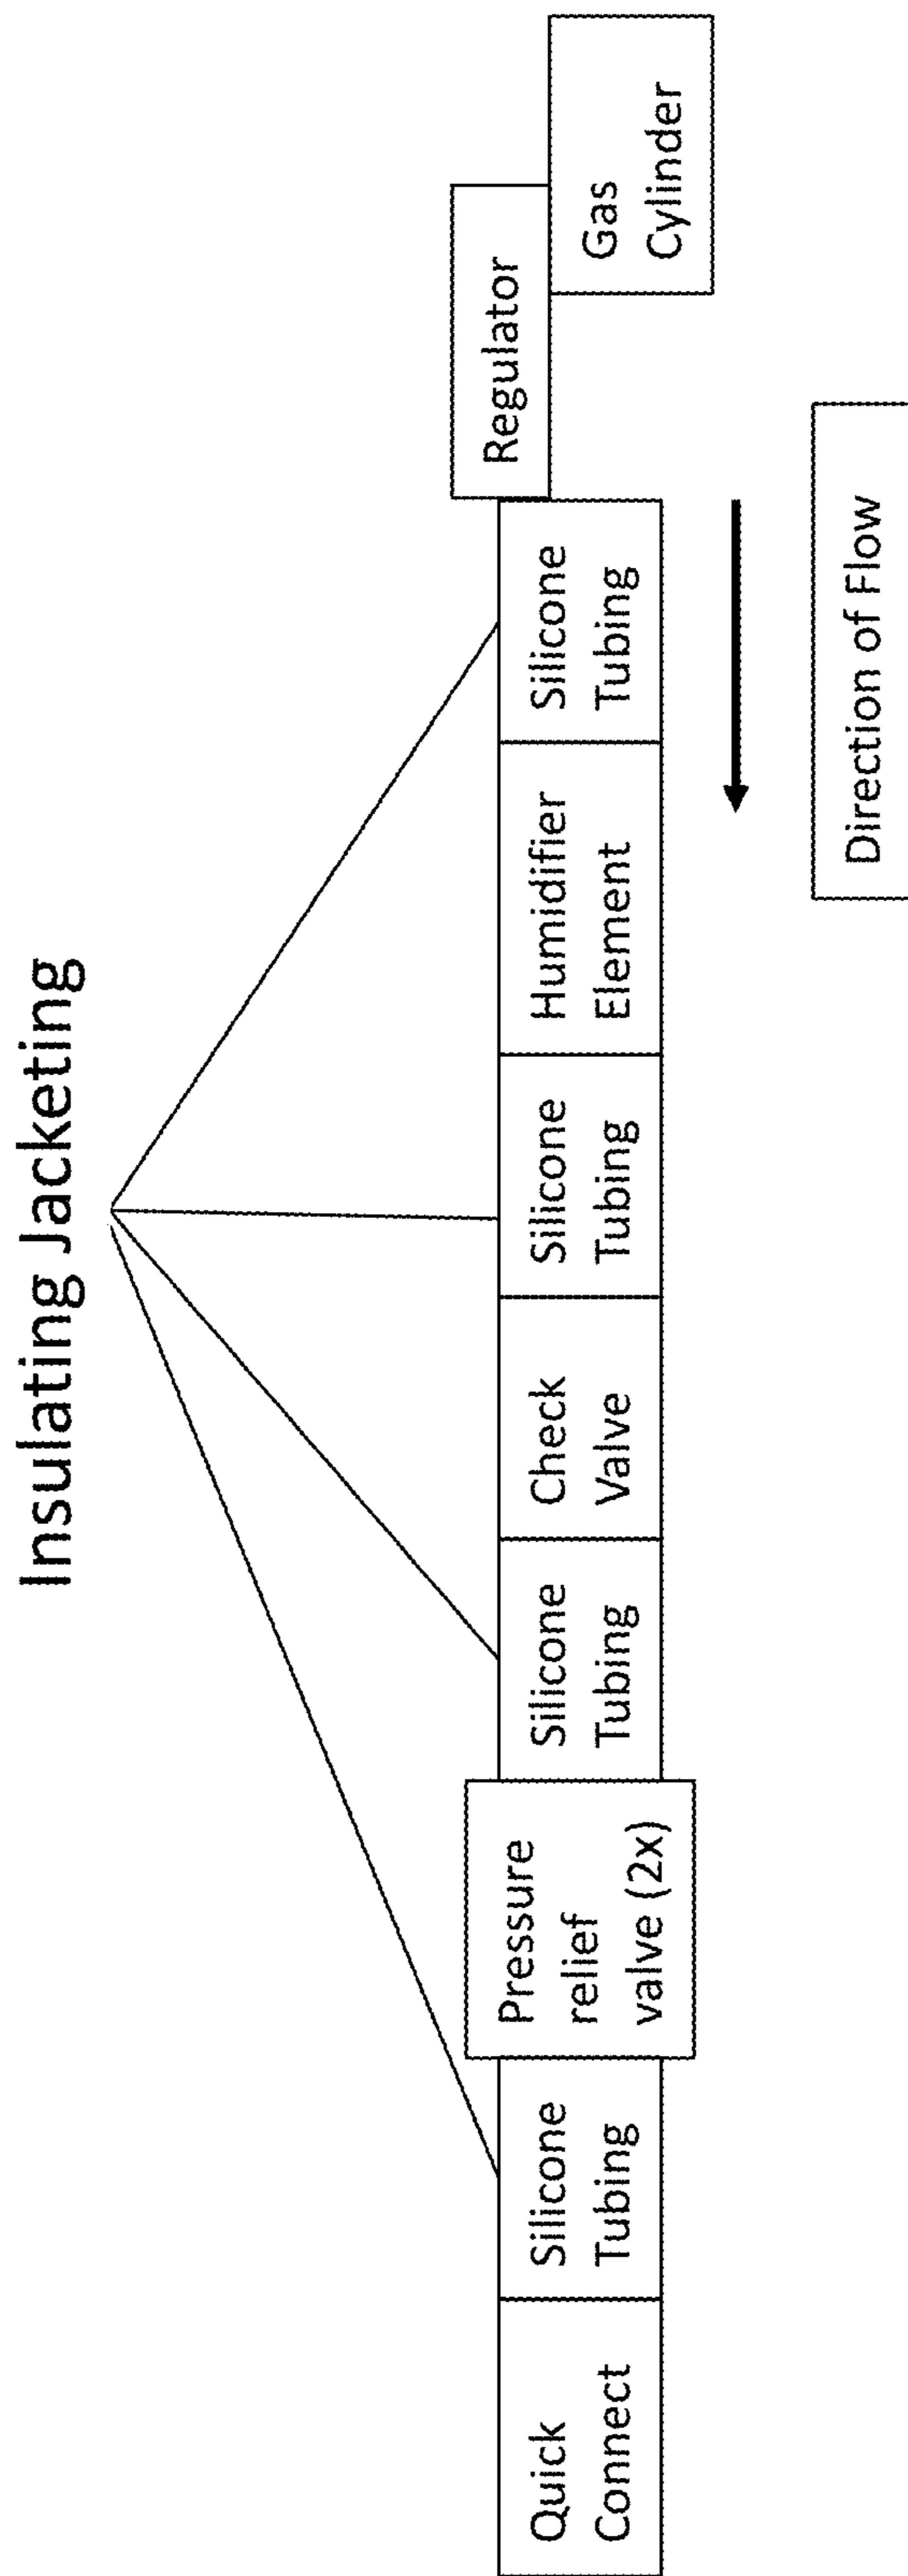 Insulating Jacketing
Quick
Connect
Silicone
Tubing
Pressure
relief
valve (2x)
Silicone
Tubing
Check
Valve
Silicone
Tubing
Humidifier
Element
Silicone
Tubing
Regulator
Gas
Cylinder
Direction of Flow